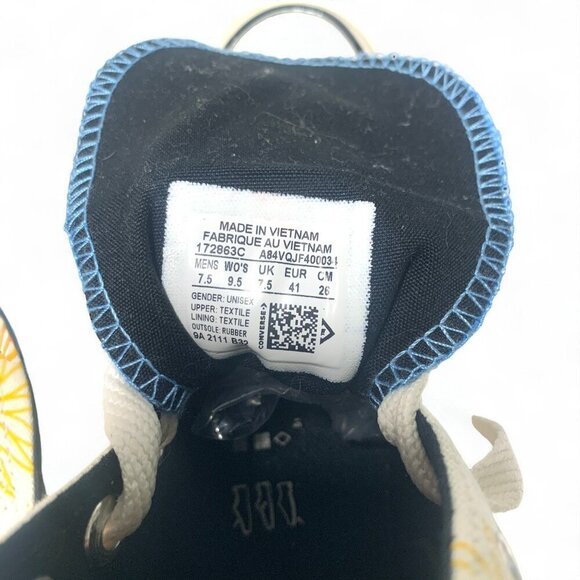 MADE IN VIETNAM
FABRIQUE AU VIETNAM
172863C A84VQJF400034
MENS WO'S UK EUR CM
7.5 9.5 7.5 41 26
GENDER: UNISEX
UPPER: TEXTILE
LINING: TEXTILE
OUTSOLE: RUBBER
9A 2111 B32
CONVERSE